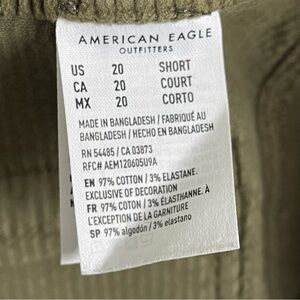 AMERICAN EAGLE
OUTFITTERS
US 20 SHORT
CA 20 COURT
MX 20 CORTO
MADE IN BANGLADESH / FABRIQUÉ AU
BANGLADESH / HECHO EN BANGLADESH
RN 54485 / CA 03873
RFC# AEM120605U9A
EN 97% COTTON / 3% ELASTANE.
EXCLUSIVE OF DECORATION
FR 97% COTON / 3% ÉLASTHANNE. À
L'EXCEPTION DE LA GARNITURE
SP 97% algodón / 3% elastano